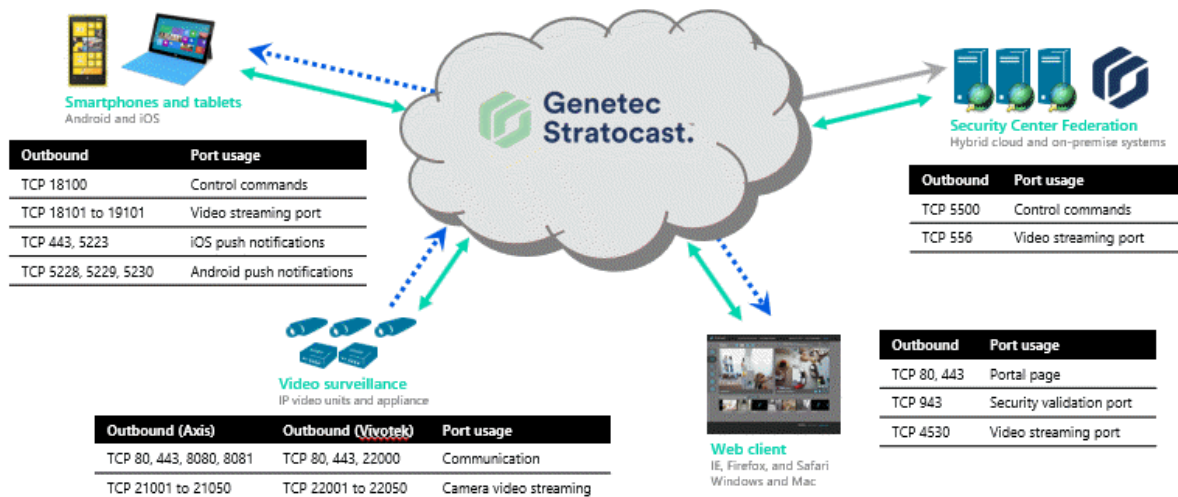 Genetec
Stratocast.™
Smartphones and tablets
Android and iOS
Outbound Port usage
TCP 18100 Control commands
TCP 18101 to 19101 Video streaming port
TCP 443, 5223 iOS push notifications
TCP 5228, 5229, 5230 Android push notifications
Security Center Federation
Hybrid cloud and on-premise systems
Outbound Port usage
TCP 5500 Control commands
TCP 556 Video streaming port
Video surveillance
IP video units and appliance
Outbound (Axis) Outbound (Vivotek) Port usage
TCP 80, 443, 8080, 8081 TCP 80, 443, 22000 Communication
TCP 21001 to 21050 TCP 22001 to 22050 Camera video streaming
Web client
IE, Firefox, and Safari
Windows and Mac
Outbound Port usage
TCP 80, 443 Portal page
TCP 943 Security validation port
TCP 4530 Video streaming port